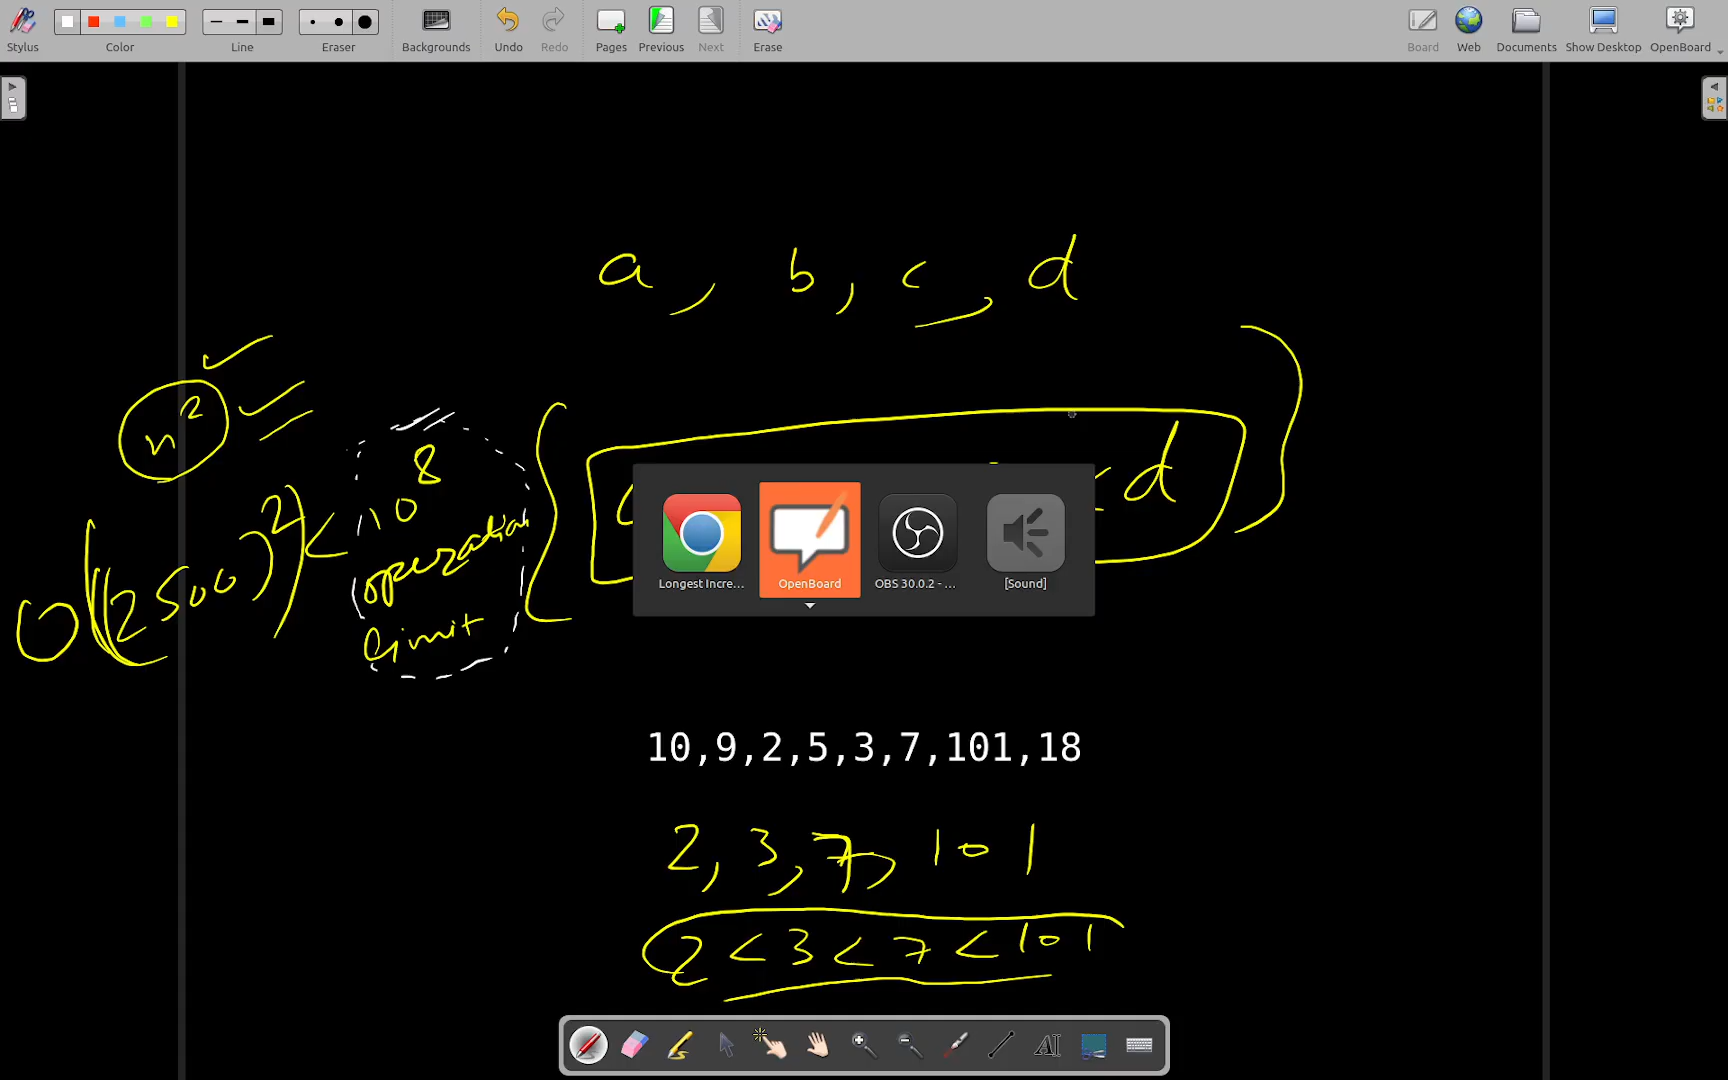 Stylus Color Line Eraser Backgrounds Undo Redo Pages Previous Next Erase Board Web Documents Show Desktop OpenBoard
a, b, c, d
n²
10⁸
operation
limit
O((2500)²) <
< d
Longest Incre... OpenBoard OBS 30.0.2 - ... [Sound]
10,9,2,5,3,7,101,18
2, 3, 7, 101
2 < 3 < 7 < 101
AI